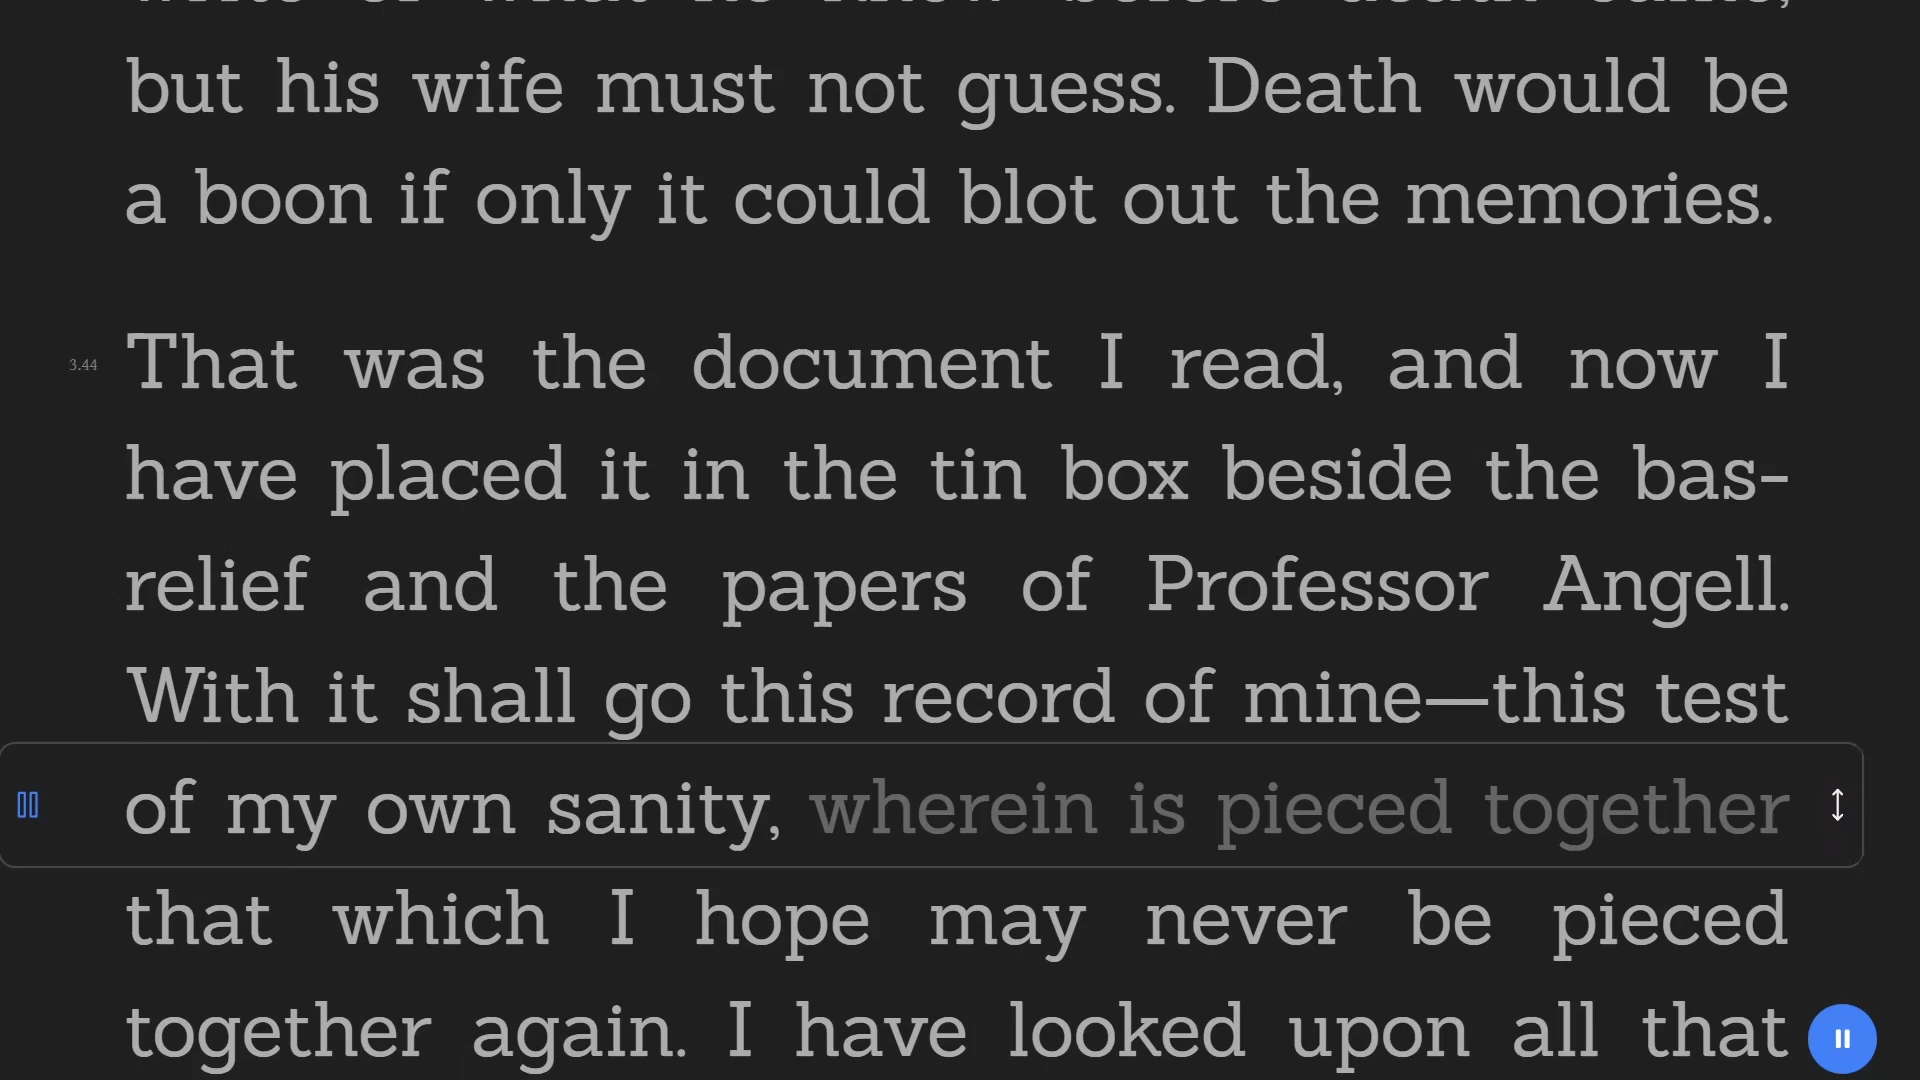 but his wife must not guess. Death would be
a boon if only it could blot out the memories.
3.44
That was the document I read, and now I
have placed it in the tin box beside the bas-
relief and the papers of Professor Angell.
With it shall go this record of mine—this test
of my own sanity, wherein is pieced together
that which I hope may never be pieced
together again. I have looked upon all that